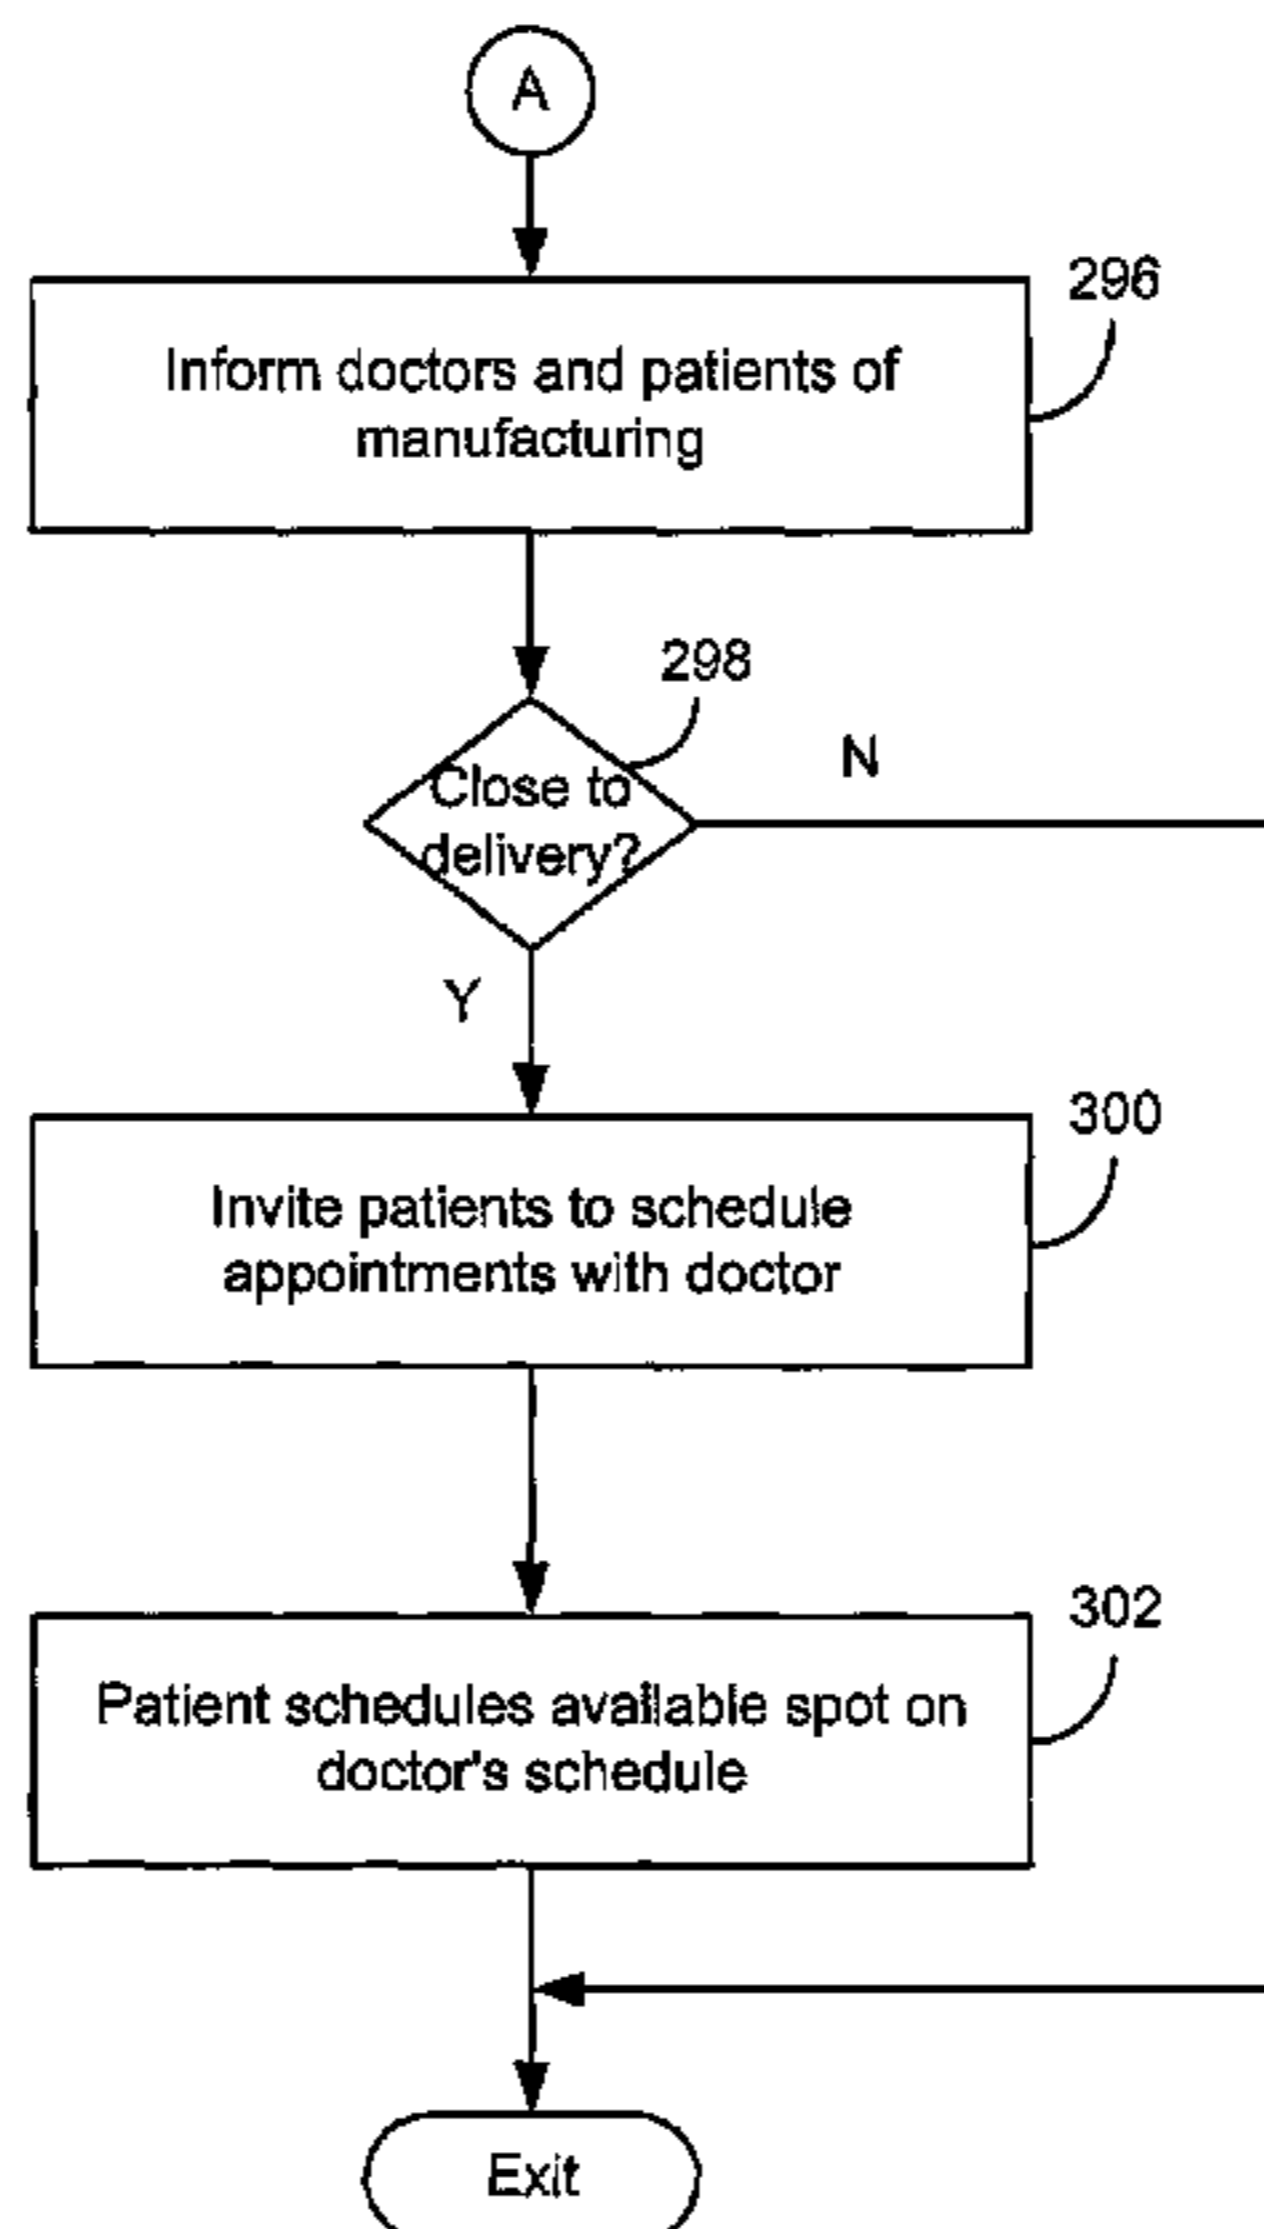 A
296
Inform doctors and patients of
manufacturing
298
N
Close to
delivery?
Y
300
Invite patients to schedule
appointments with doctor
302
Patient schedules available spot on
doctor's schedule
Exit